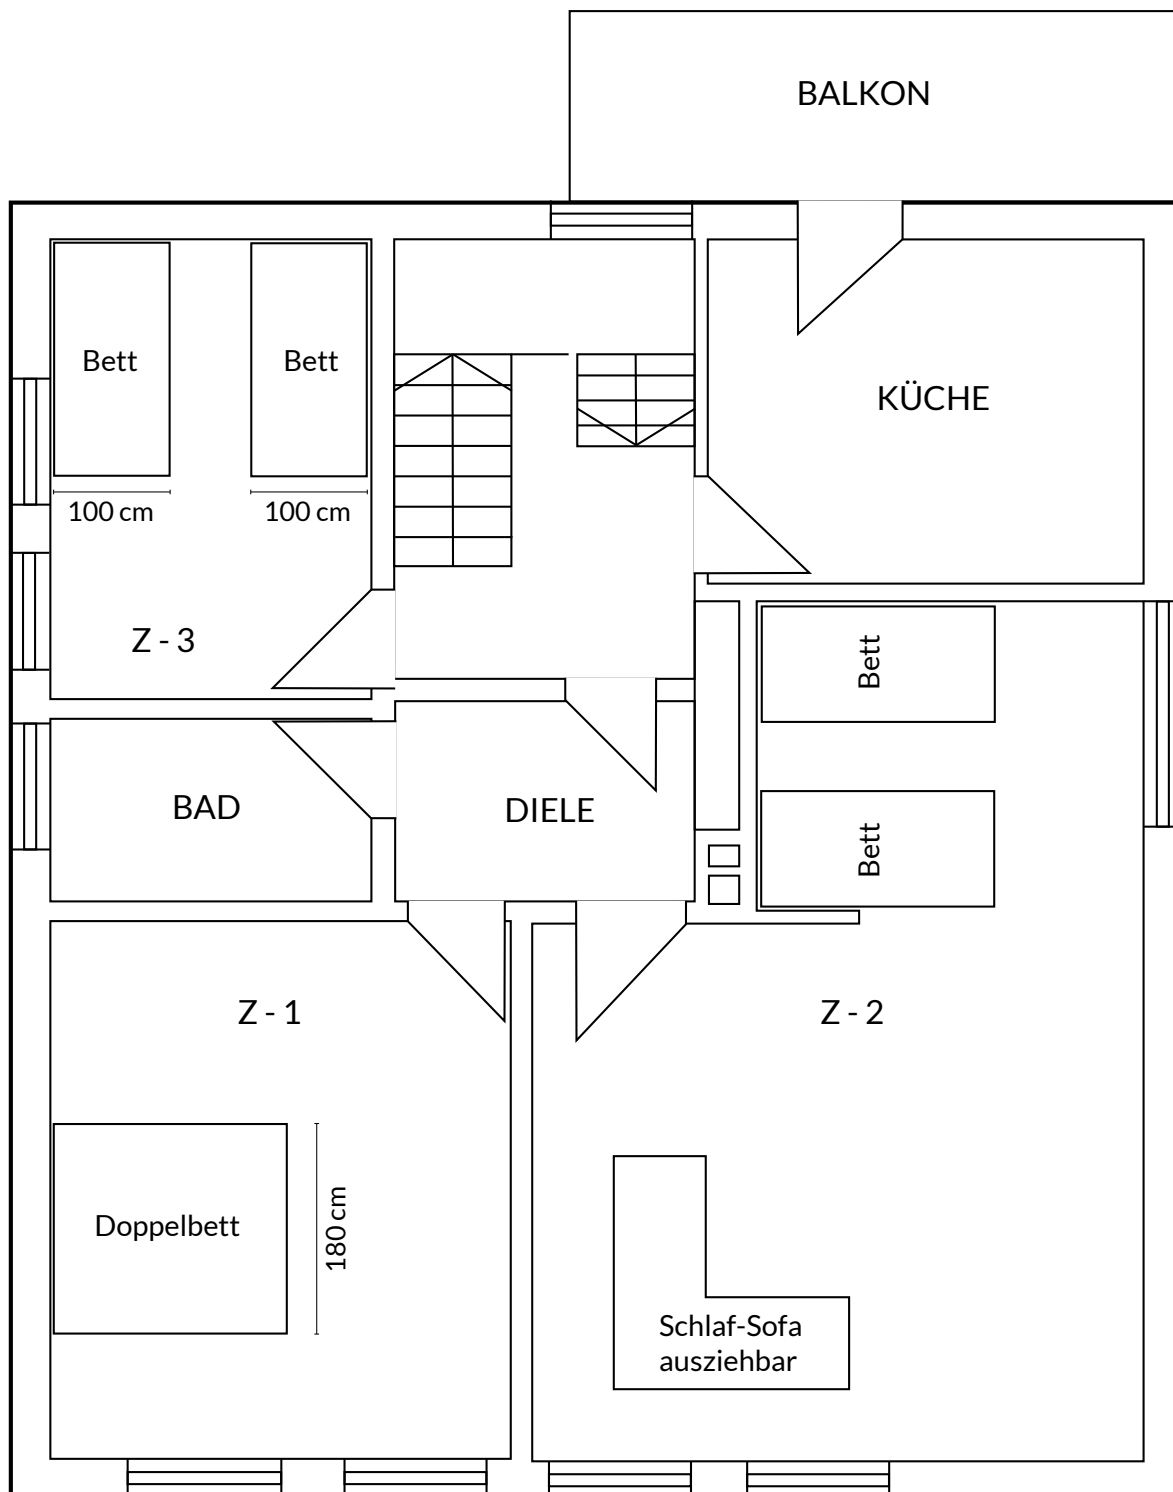 BALKON
Bett
Bett
KÜCHE
100 cm
100 cm
Z - 3
Bett
BAD
DIELE
Bett
Z - 1
Z - 2
Doppelbett
180 cm
Schlaf-Sofa
ausziehbar